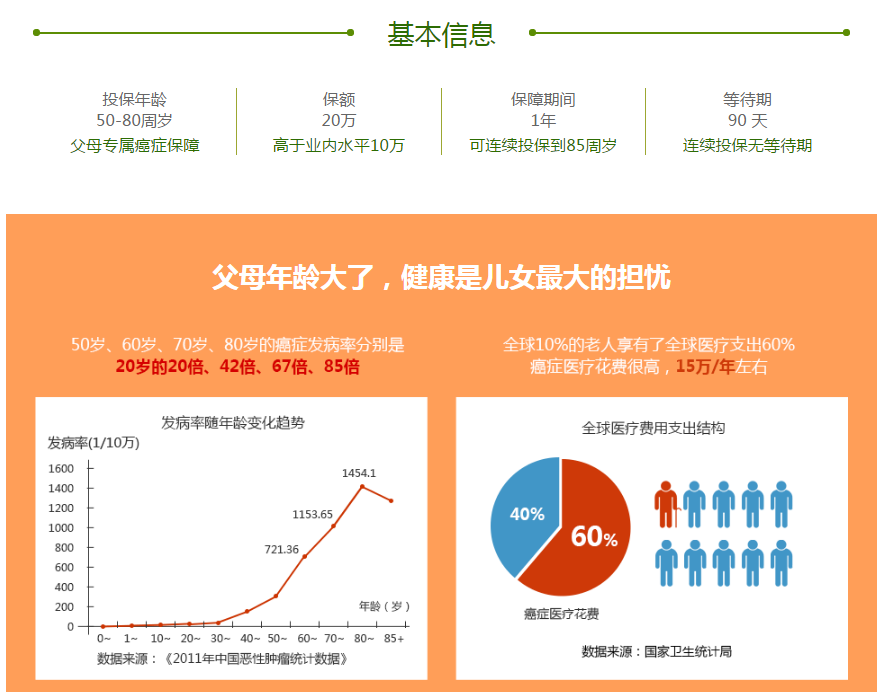 基本信息
投保年龄
50-80周岁
父母专属癌症保障
保额
20万
高于业内水平10万
保障期间
1年
可连续投保到85周岁
等待期
90 天
连续投保无等待期
父母年龄大了，健康是儿女最大的担忧
50岁、60岁、70岁、80岁的癌症发病率分别是
20岁的20倍、42倍、67倍、85倍
发病率随年龄变化趋势
发病率(1/10万)
1600
1400
1200
1000
800
600
400
200
0
1454.1
1153.65
721.36
年龄（岁）
0~ 1~ 10~ 20~ 30~ 40~ 50~ 60~ 70~ 80~ 85+
数据来源：《2011年中国恶性肿瘤统计数据》
全球10%的老人享有了全球医疗支出60%
癌症医疗花费很高，15万/年左右
全球医疗费用支出结构
40%
60%
癌症医疗花费
数据来源：国家卫生统计局